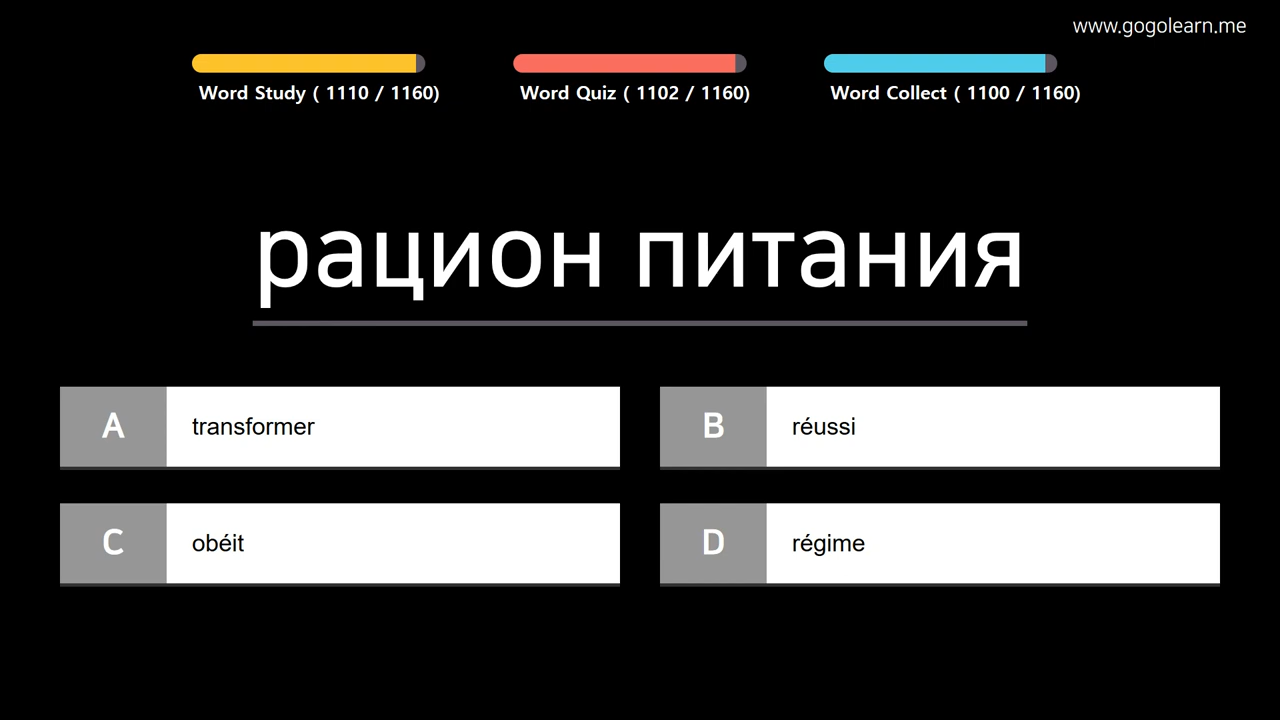 www.gogolearn.me
Word Study ( 1110 / 1160)
Word Quiz ( 1102 / 1160)
Word Collect ( 1100 / 1160)
рацион питания
A transformer
B réussi
C obéit
D régime